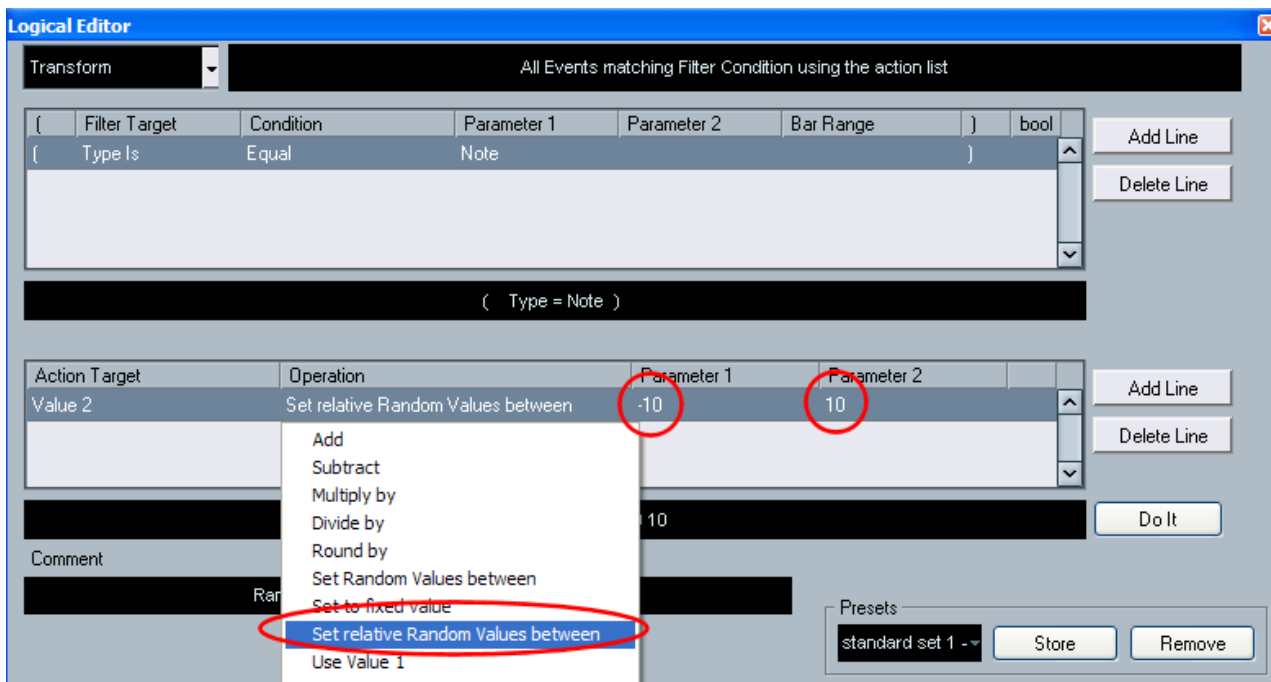 Logical Editor
Transform
All Events matching Filter Condition using the action list
( Filter Target Condition Parameter 1 Parameter 2 Bar Range ) bool
( Type Is Equal Note )
Add Line
Delete Line
( Type = Note )
Action Target Operation Parameter 1 Parameter 2
Value 2 Set relative Random Values between -10 10
Add Line
Delete Line
Add
Subtract
Multiply by
Divide by
Round by
Set Random Values between
Set to fixed value
Set relative Random Values between
Use Value 1
10
Do It
Comment
Presets
standard set 1 -
Store
Remove